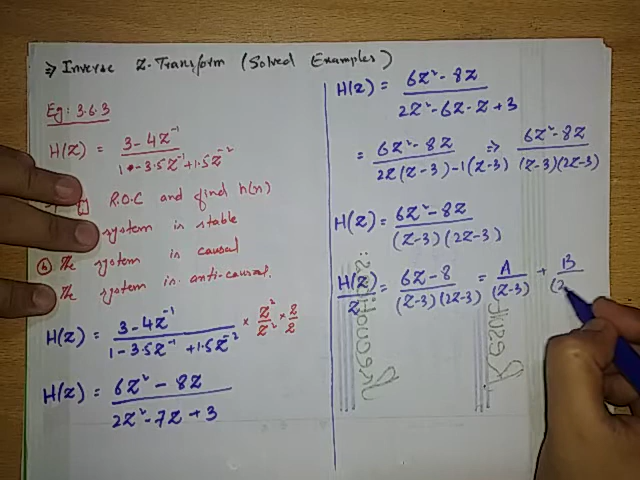 ⇒ Inverse Z-Transform (Solved Examples)
Eg: 3.6.3
H(z) = 3-4z⁻¹ / 1-3.5z⁻¹+1.5z⁻²
R.O.C and find h(n)
system is stable
(b) The system is causal
The system is anti-causal.
H(z) = 3-4z⁻¹ / 1-3.5z⁻¹+1.5z⁻² × z²/z² × 2/2
H(z) = 6z² - 8z / 2z² - 7z + 3
H(z) = 6z² - 8z / 2z² - 6z - z + 3
= 6z² - 8z / 2z(z-3) - 1(z-3) ⇒ 6z² - 8z / (z-3)(2z-3)
H(z) = 6z² - 8z / (z-3)(2z-3)
H(z)/z = 6z - 8 / (z-3)(2z-3) = A/(z-3) + B/(2